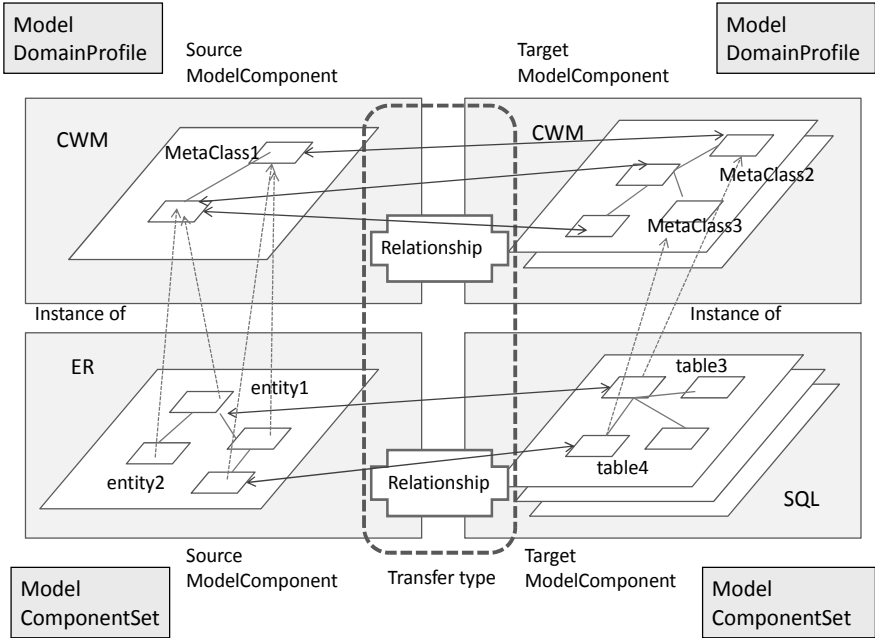 Model
DomainProfile
Source
ModelComponent
Target
ModelComponent
Model
DomainProfile
CWM
MetaClass1
CWM
MetaClass2
MetaClass3
Relationship
Instance of
Instance of
ER
entity1
entity2
table3
table4
Relationship
SQL
Source
ModelComponent
Transfer type
Target
ModelComponent
Model
ComponentSet
Model
ComponentSet